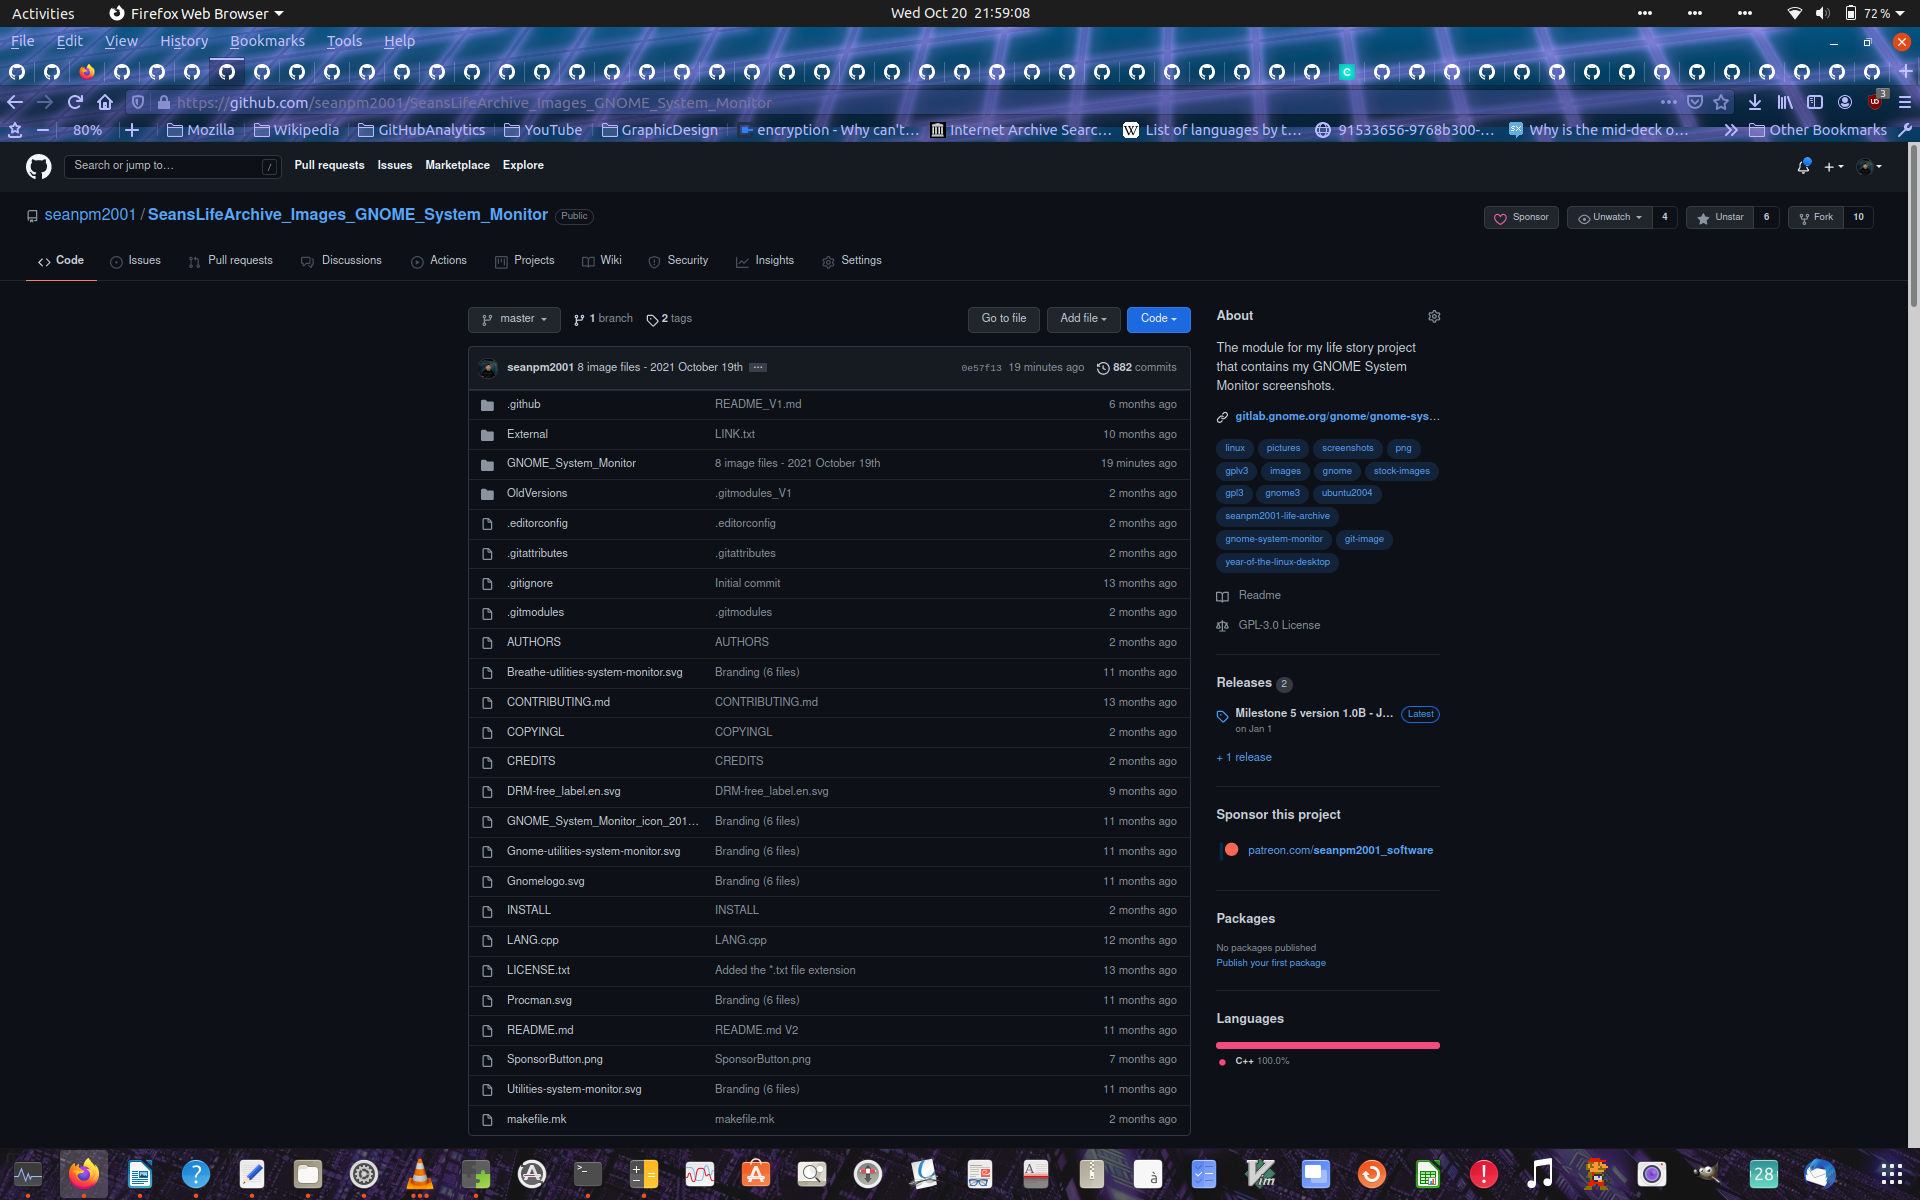 Activities Firefox Web Browser Wed Oct 20 21:59:08 72 %
File Edit View History Bookmarks Tools Help
https://github.com/seanpm2001/SeansLifeArchive_Images_GNOME_System_Monitor 3
80% Mozilla Wikipedia GitHubAnalytics YouTube GraphicDesign encryption - Why can't… Internet Archive Searc… List of languages by t… 91533656-9768b300-… Why is the mid-deck o… Other Bookmarks
Search or jump to… / Pull requests Issues Marketplace Explore
seanpm2001 / SeansLifeArchive_Images_GNOME_System_Monitor Public Sponsor Unwatch 4 Unstar 6 Fork 10
Code Issues Pull requests Discussions Actions Projects Wiki Security Insights Settings
master 1 branch 2 tags Go to file Add file Code
seanpm2001 8 image files - 2021 October 19th 0e57f13 19 minutes ago 882 commits
.github README_V1.md 6 months ago
External LINK.txt 10 months ago
GNOME_System_Monitor 8 image files - 2021 October 19th 19 minutes ago
OldVersions .gitmodules_V1 2 months ago
.editorconfig .editorconfig 2 months ago
.gitattributes .gitattributes 2 months ago
.gitignore Initial commit 13 months ago
.gitmodules .gitmodules 2 months ago
AUTHORS AUTHORS 2 months ago
Breathe-utilities-system-monitor.svg Branding (6 files) 11 months ago
CONTRIBUTING.md CONTRIBUTING.md 13 months ago
COPYINGL COPYINGL 2 months ago
CREDITS CREDITS 2 months ago
DRM-free_label.en.svg DRM-free_label.en.svg 9 months ago
GNOME_System_Monitor_icon_201… Branding (6 files) 11 months ago
Gnome-utilities-system-monitor.svg Branding (6 files) 11 months ago
Gnomelogo.svg Branding (6 files) 11 months ago
INSTALL INSTALL 2 months ago
LANG.cpp LANG.cpp 12 months ago
LICENSE.txt Added the *.txt file extension 13 months ago
Procman.svg Branding (6 files) 11 months ago
README.md README.md V2 11 months ago
SponsorButton.png SponsorButton.png 7 months ago
Utilities-system-monitor.svg Branding (6 files) 11 months ago
makefile.mk makefile.mk 2 months ago
About
The module for my life story project
that contains my GNOME System
Monitor screenshots.
gitlab.gnome.org/gnome/gnome-sys…
linux pictures screenshots png
gplv3 images gnome stock-images
gpl3 gnome3 ubuntu2004
seanpm2001-life-archive
gnome-system-monitor git-image
year-of-the-linux-desktop
Readme
GPL-3.0 License
Releases 2
Milestone 5 version 1.0B - J… Latest
on Jan 1
+ 1 release
Sponsor this project
patreon.com/seanpm2001_software
Packages
No packages published
Publish your first package
Languages
C++ 100.0%
28